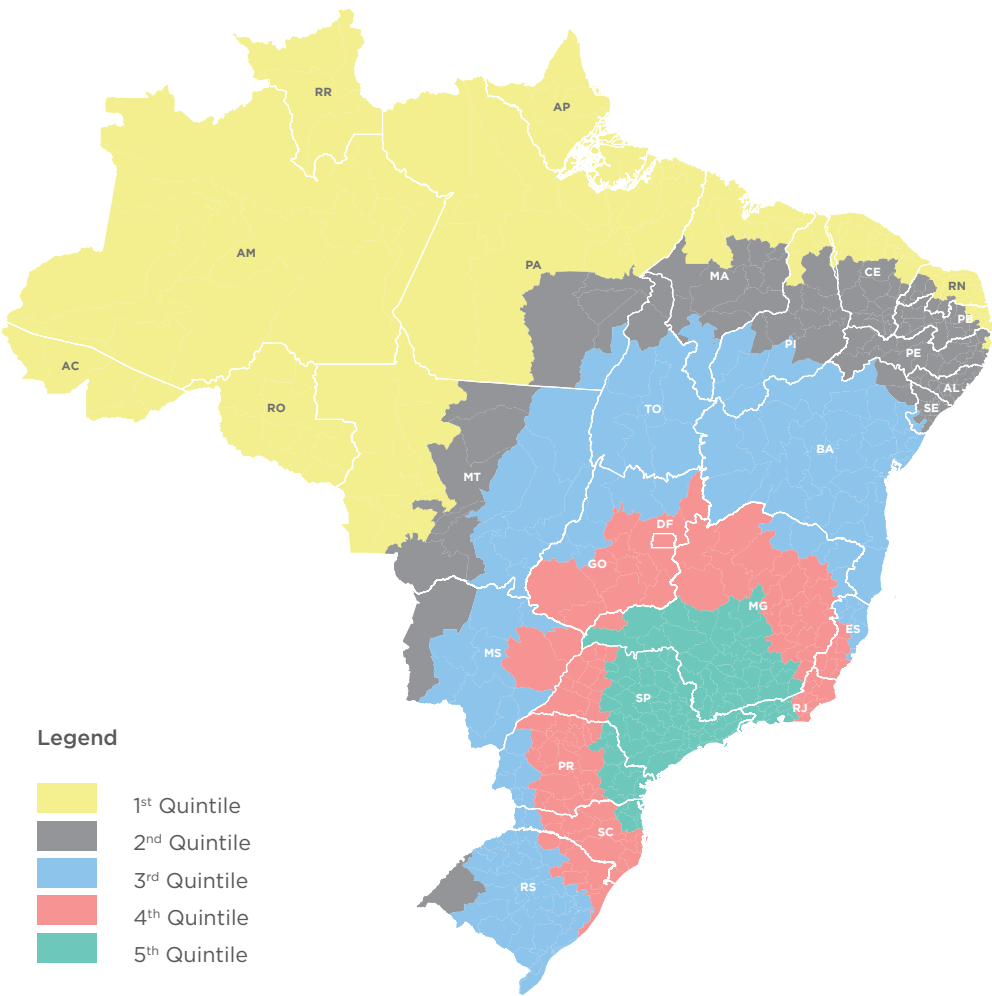 RR
AP
AM
PA
MA
CE
RN
PB
PI
PE
AC
AL
RO
TO
SE
BA
MT
DF
GO
MG
ES
MS
SP
RJ
PR
SC
RS
Legend
1st Quintile
2nd Quintile
3rd Quintile
4th Quintile
5th Quintile